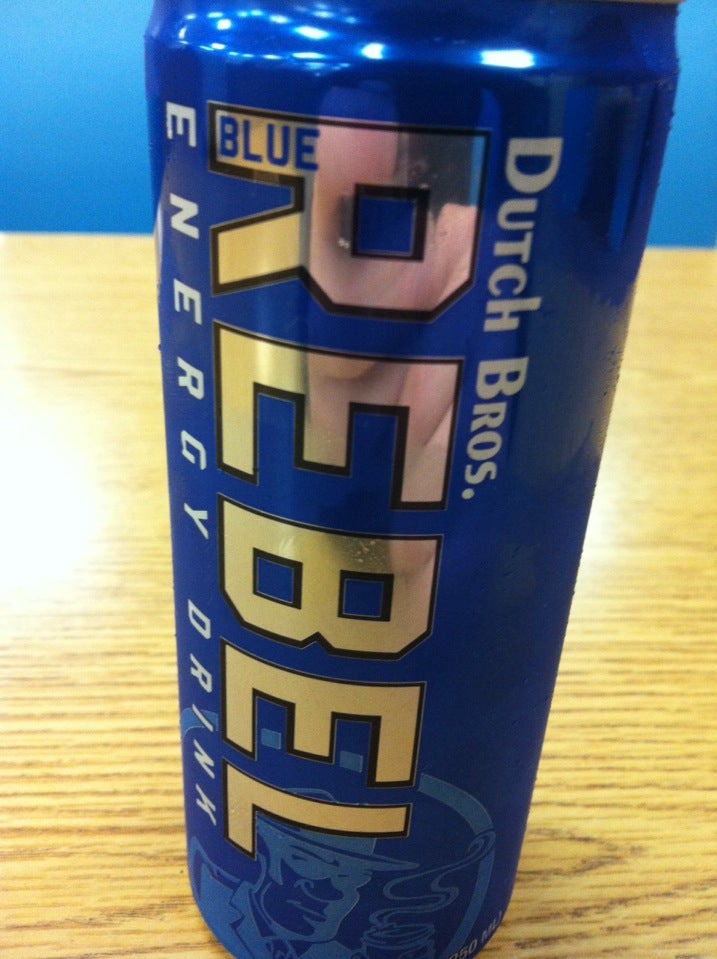 DUTCH BROS.
BLUE
REBEL
ENERGY DRINK